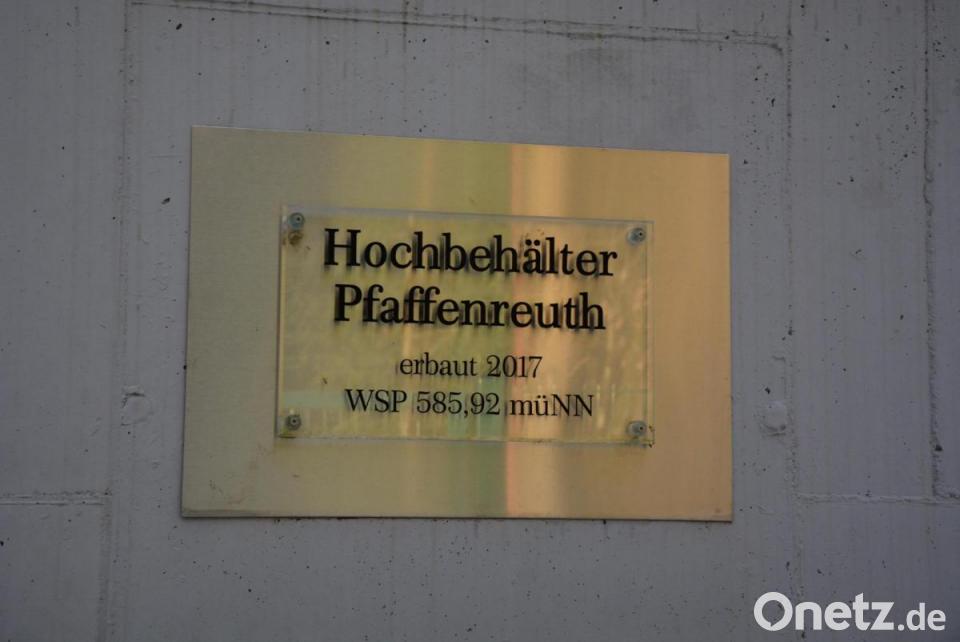 Hochbehälter
Pfaffenreuth
erbaut 2017
WSP 585,92 müNN
Onetz.de